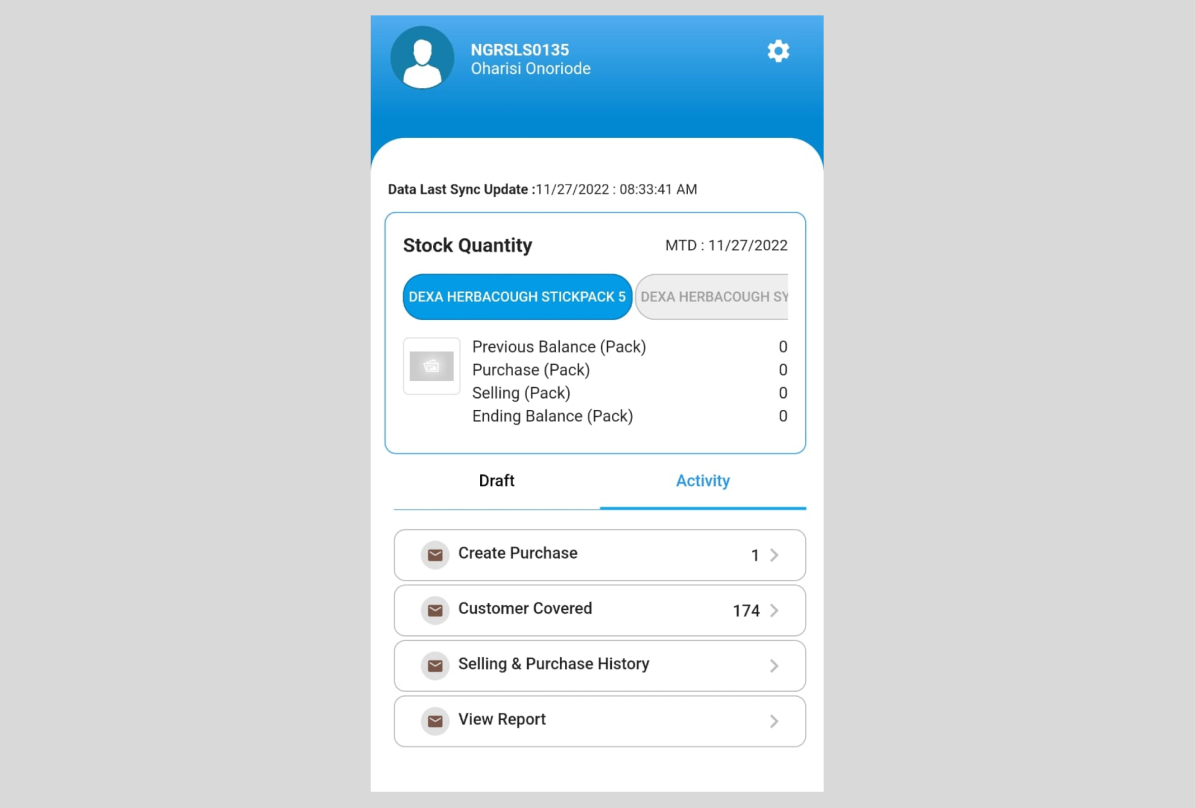 NGRSLS0135
Oharisi Onoriode
Data Last Sync Update :11/27/2022 : 08:33:41 AM
Stock Quantity MTD : 11/27/2022
DEXA HERBACOUGH STICKPACK 5 DEXA HERBACOUGH SY
Previous Balance (Pack) 0
Purchase (Pack) 0
Selling (Pack) 0
Ending Balance (Pack) 0
Draft Activity
Create Purchase 1
Customer Covered 174
Selling & Purchase History
View Report